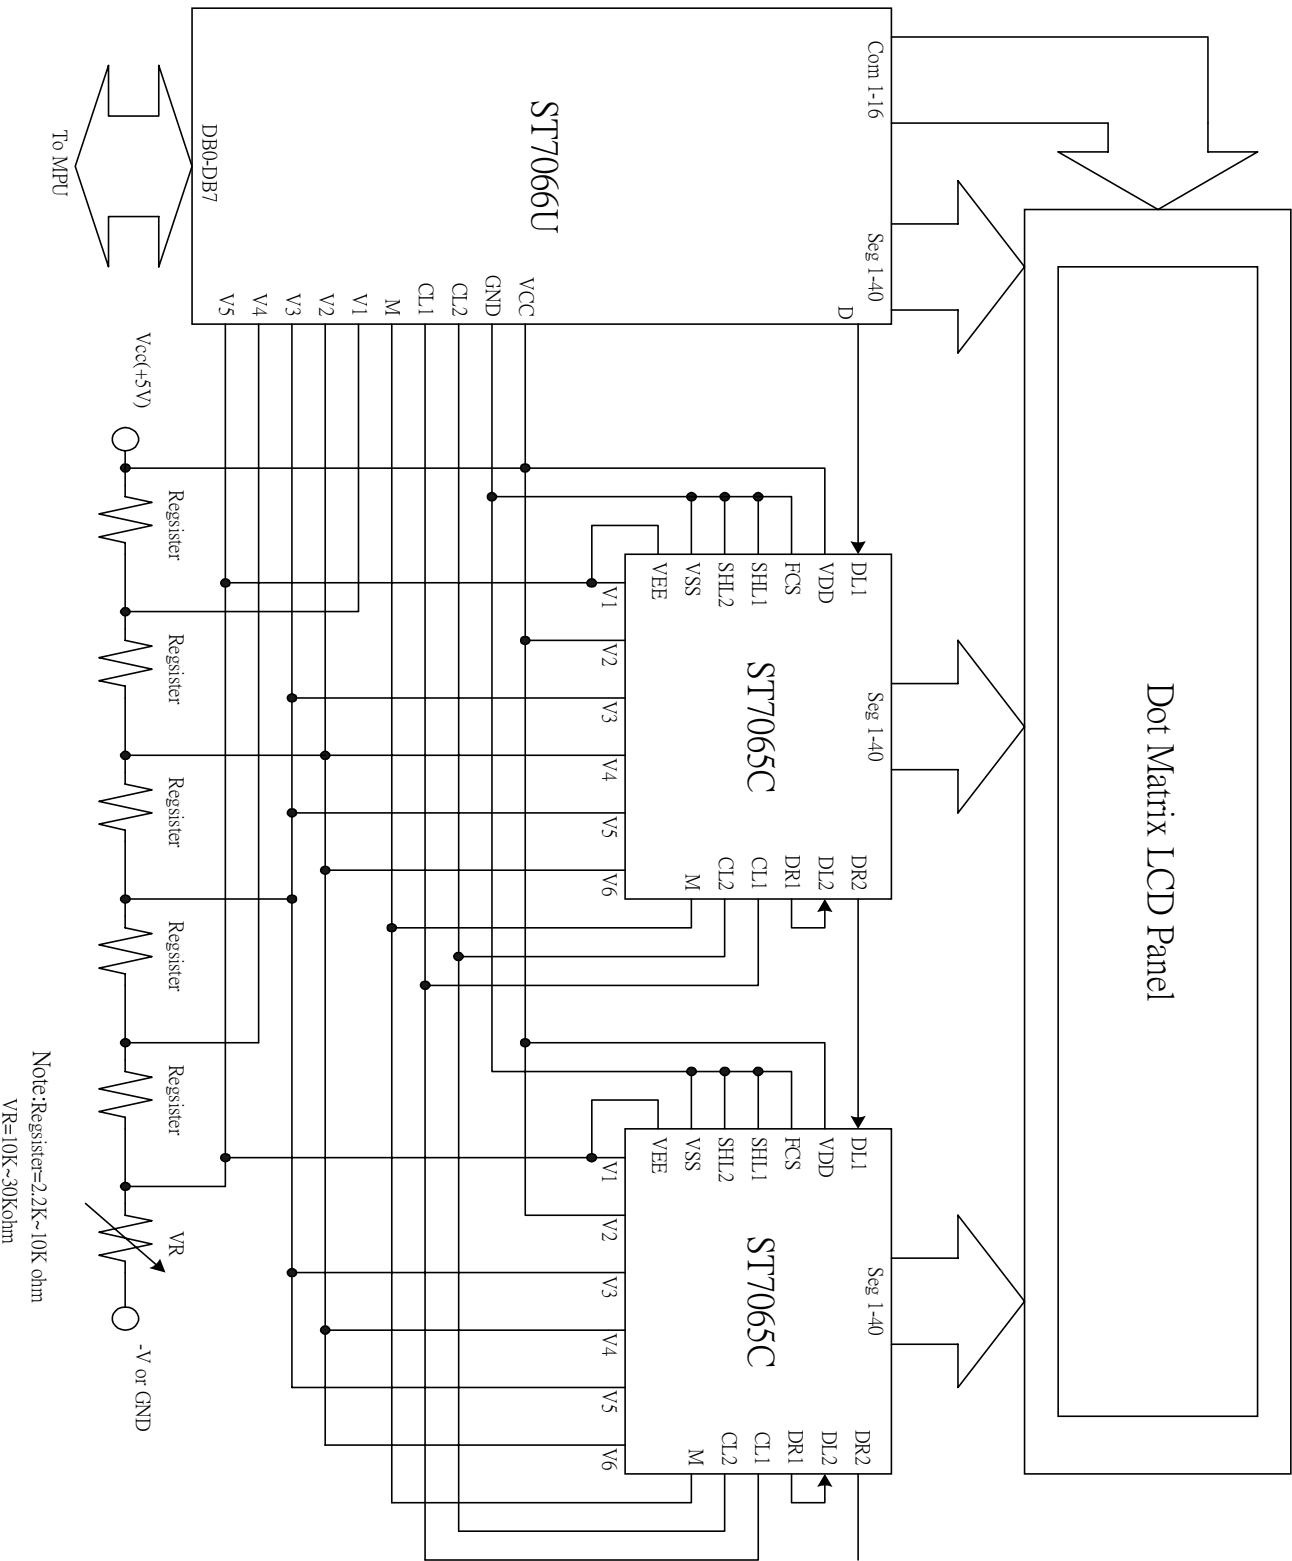 Dot Matrix LCD Panel
Com 1-16
Seg 1-40
D
ST7066U
DB0-DB7
To MPU
VCC
GND
CL2
CL1
M
V1
V2
V3
V4
V5
Seg 1-40
ST7065C
DL1
VDD
FCS
SHL1
SHL2
VSS
VEE
V1
V2
V3
V4
V5
V6
DR2
DL2
DR1
CL1
CL2
M
Seg 1-40
ST7065C
DL1
VDD
FCS
SHL1
SHL2
VSS
VEE
V1
V2
V3
V4
V5
V6
DR2
DL2
DR1
CL1
CL2
M
Vcc(+5V)
Regsister
Regsister
Regsister
Regsister
Regsister
VR
-V or GND
Note:Regsister=2.2K~10K ohm
VR=10K~30Kohm